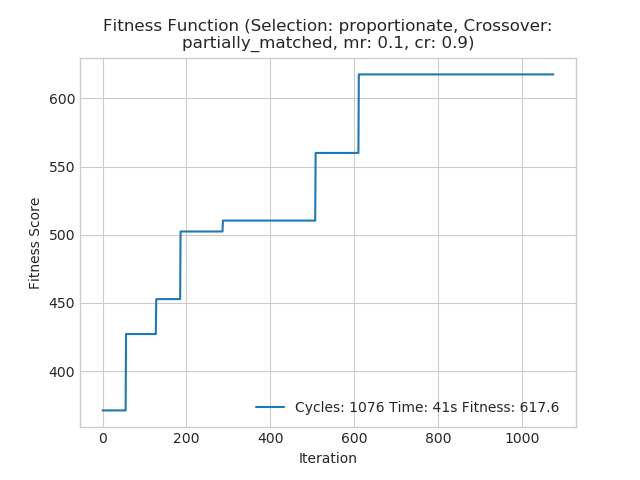 Fitness Function (Selection: proportionate, Crossover:
partially_matched, mr: 0.1, cr: 0.9)
600
550
500
450
400
Fitness Score
Cycles: 1076 Time: 41s Fitness: 617.6
0 200 400 600 800 1000
Iteration